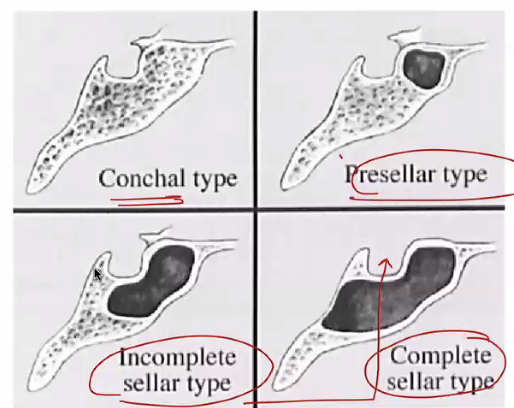 Conchal type
Presellar type
Incomplete
sellar type
Complete
sellar type